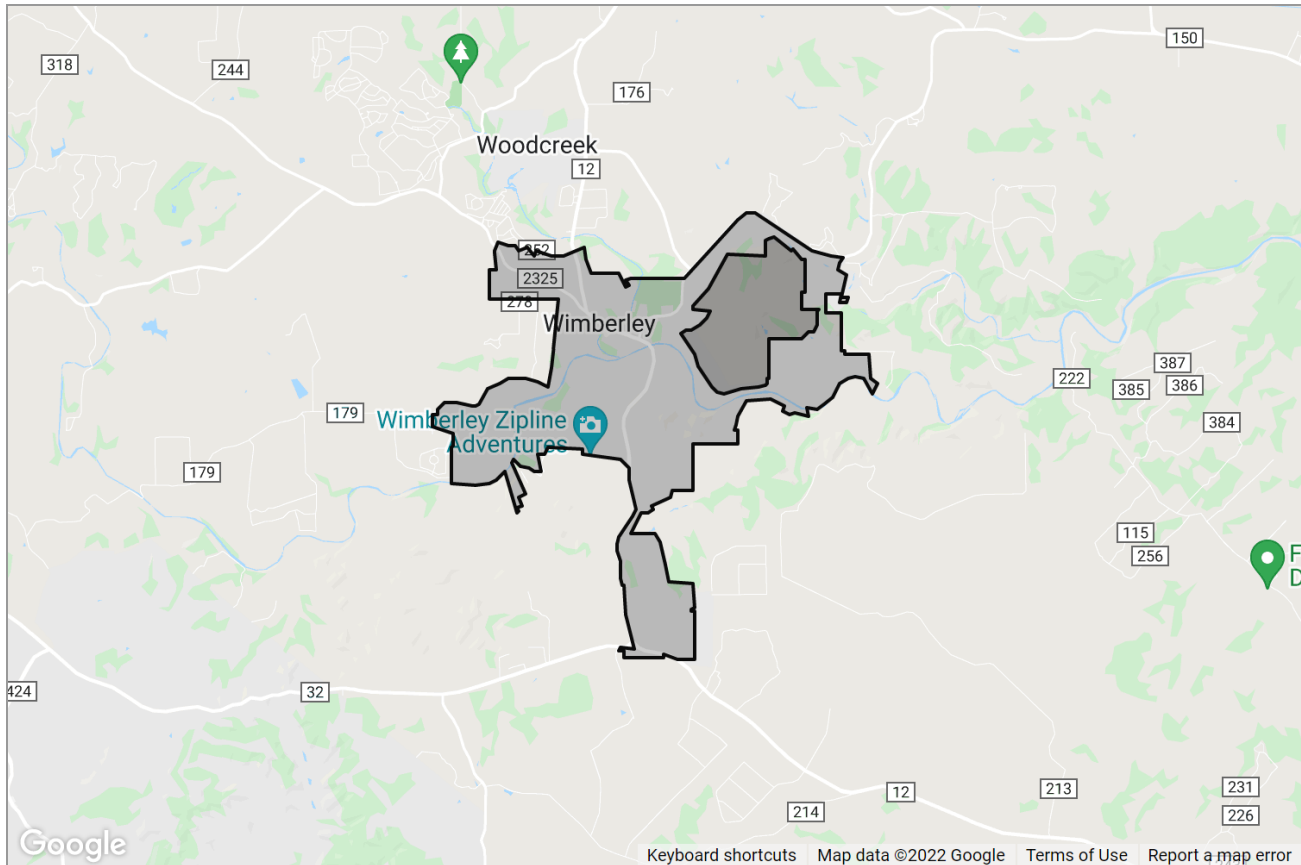 150
318
244
176
Woodcreek
12
252
2325
278
Wimberley
222
387
385
386
179
Wimberley Zipline
Adventures
384
179
115
256
F
D
424
32
12
213
231
214
226
Google
Keyboard shortcuts
Map data ©2022 Google
Terms of Use
Report a map error